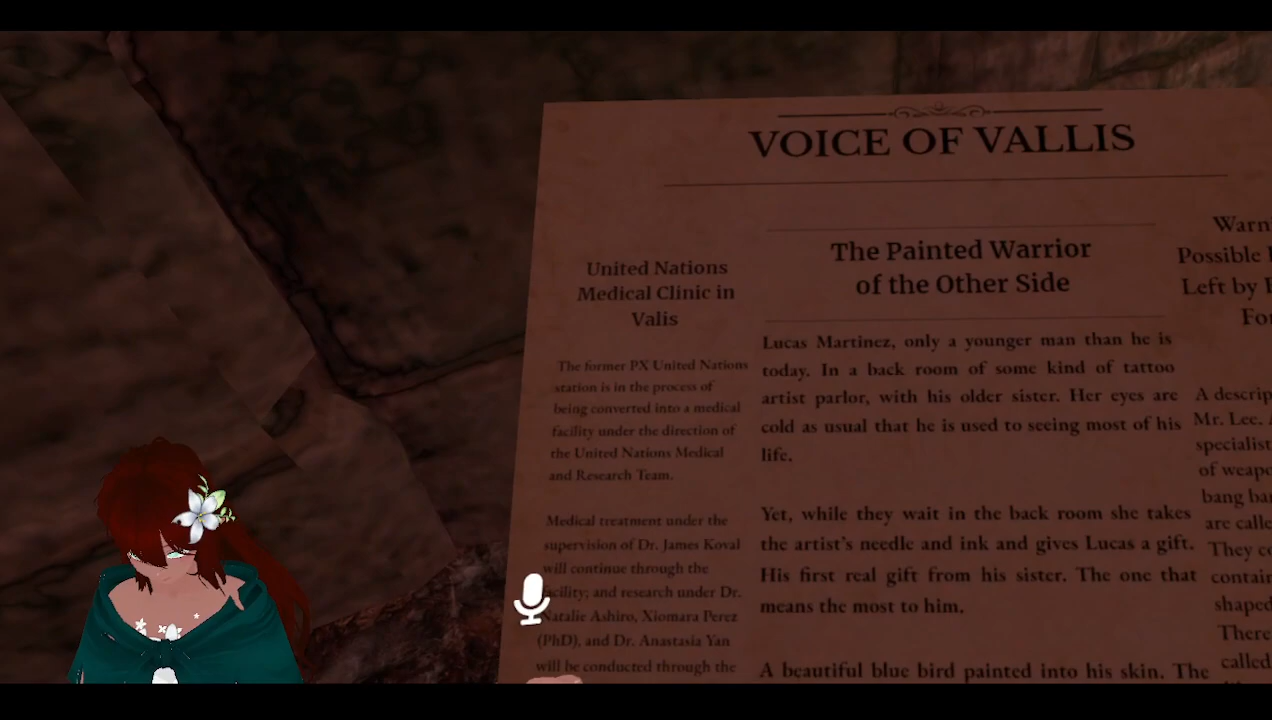 VOICE OF VALLIS
United Nations
Medical Clinic in
Valis
The former PX United Nations
station is in the process of
being converted into a medical
facility under the direction of
the United Nations Medical
and Research Team.
Medical treatment under the
supervision of Dr. James Koval
will continue through the
facility; and research under Dr.
Natalie Ashiro, Xiomara Perez
(PhD), and Dr. Anastasia Yan
will be conducted through the
The Painted Warrior
of the Other Side
Lucas Martinez, only a younger man than he is
today. In a back room of some kind of tattoo
artist parlor, with his older sister. Her eyes are
cold as usual that he is used to seeing most of his
life.
Yet, while they wait in the back room she takes
the artist's needle and ink and gives Lucas a gift.
His first real gift from his sister. The one that
means the most to him.
A beautiful blue bird painted into his skin. The
Possible
Left by
A
Mr. Lee.
specialist
of
bang
are
They
shaped
There
called